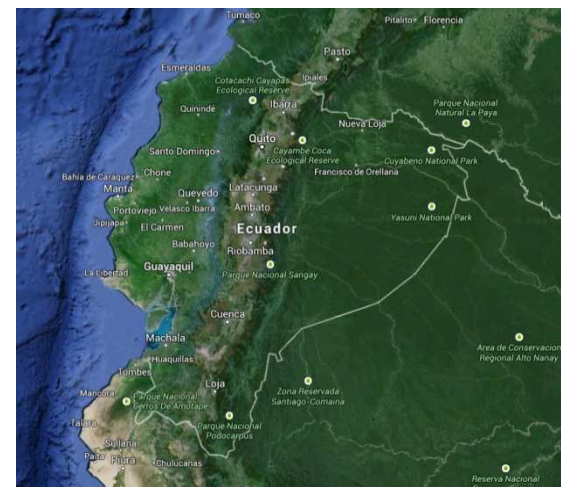 Tumaco
Pitalito
Florencia
Pasto
Esmeraldas
Ipiales
Cotacachi Cayapas
Ecological Reserve
Ibarra
Quinindé
Parque Nacional
Natural La Paya
Nueva Loja
Quito
Cayambe Coca
Ecological Reserve
Santo Domingo
Cuyabeno National Park
Bahía de Caráquez
Chone
Francisco de Orellana
Manta
Quevedo
Latacunga
Portoviejo
Velasco Ibarra
Ambato
Yasuni National Park
Jipijapa
El Carmen
Ecuador
Babahoyo
Riobamba
La Libertad
Guayaquil
Parque Nacional Sangay
Cuenca
Machala
Area de Conservacion
Regional Alto Nanay
Huaquillas
Tumbes
Loja
Mancora
Parque Nacional
Cerros De Amotape
Zona Reservada
Santiago-Comaina
Talara
Parque Nacional
Podocarpus
Sullana
Paita
Piura
Chulucanas
Reserva Nacional